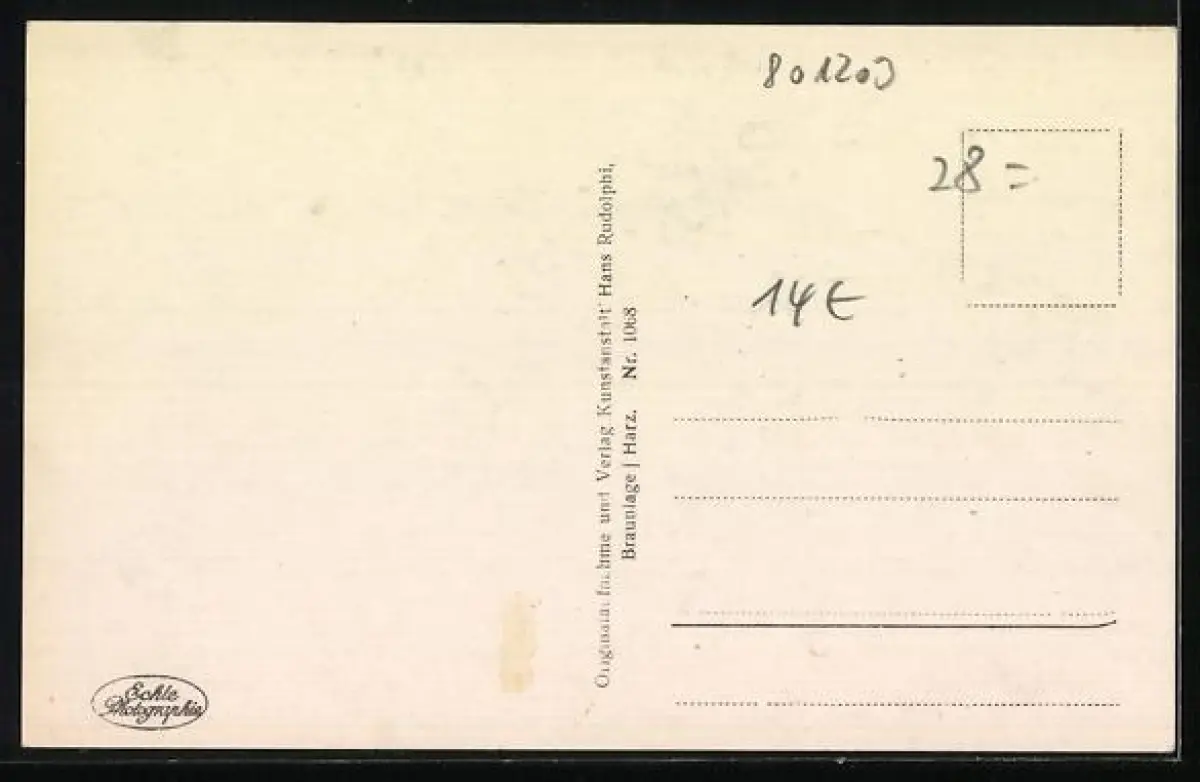 801203
28 =
14 €
Originalaufnahme und Verlag Kunstanstalt Hans Rudolphi,
Braunlage | Harz. Nr. 1068
Echte
Photographie